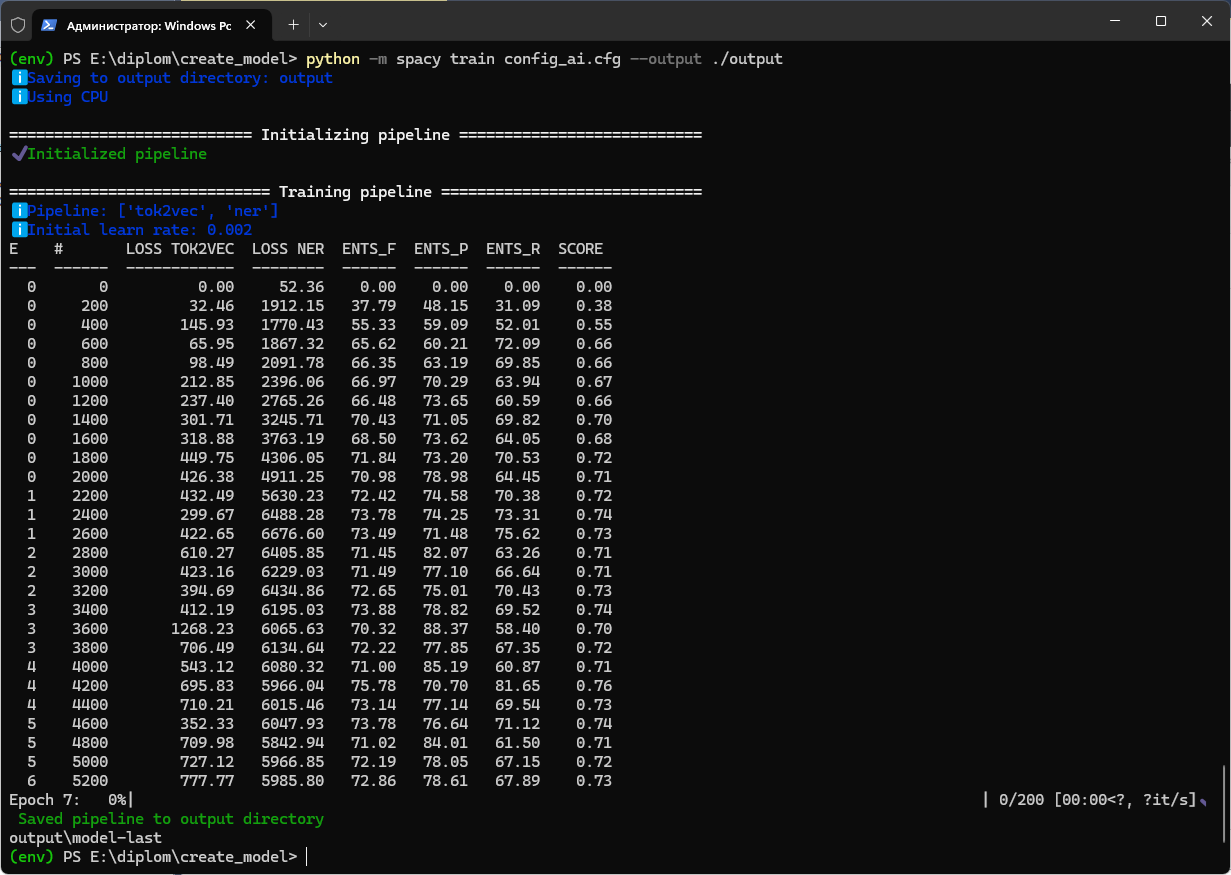 Администратор: Windows Pc
(env) PS E:\diplom\create_model> python -m spacy train config_ai.cfg --output ./output
i Saving to output directory: output
i Using CPU
=========================== Initializing pipeline ===========================
✔ Initialized pipeline
============================= Training pipeline =============================
i Pipeline: ['tok2vec', 'ner']
i Initial learn rate: 0.002
E    #       LOSS TOK2VEC  LOSS NER  ENTS_F  ENTS_P  ENTS_R  SCORE
---  ------  ------------  --------  ------  ------  ------  ------
  0       0          0.00     52.36    0.00    0.00    0.00    0.00
  0     200         32.46   1912.15   37.79   48.15   31.09    0.38
  0     400        145.93   1770.43   55.33   59.09   52.01    0.55
  0     600         65.95   1867.32   65.62   60.21   72.09    0.66
  0     800         98.49   2091.78   66.35   63.19   69.85    0.66
  0    1000        212.85   2396.06   66.97   70.29   63.94    0.67
  0    1200        237.40   2765.26   66.48   73.65   60.59    0.66
  0    1400        301.71   3245.71   70.43   71.05   69.82    0.70
  0    1600        318.88   3763.19   68.50   73.62   64.05    0.68
  0    1800        449.75   4306.05   71.84   73.20   70.53    0.72
  0    2000        426.38   4911.25   70.98   78.98   64.45    0.71
  1    2200        432.49   5630.23   72.42   74.58   70.38    0.72
  1    2400        299.67   6488.28   73.78   74.25   73.31    0.74
  1    2600        422.65   6676.60   73.49   71.48   75.62    0.73
  2    2800        610.27   6405.85   71.45   82.07   63.26    0.71
  2    3000        423.16   6229.03   71.49   77.10   66.64    0.71
  2    3200        394.69   6434.86   72.65   75.01   70.43    0.73
  3    3400        412.19   6195.03   73.88   78.82   69.52    0.74
  3    3600       1268.23   6065.63   70.32   88.37   58.40    0.70
  3    3800        706.49   6134.64   72.22   77.85   67.35    0.72
  4    4000        543.12   6080.32   71.00   85.19   60.87    0.71
  4    4200        695.83   5966.04   75.78   70.70   81.65    0.76
  4    4400        710.21   6015.46   73.14   77.14   69.54    0.73
  5    4600        352.33   6047.93   73.78   76.64   71.12    0.74
  5    4800        709.98   5842.94   71.02   84.01   61.50    0.71
  5    5000        727.12   5966.85   72.19   78.05   67.15    0.72
  6    5200        777.77   5985.80   72.86   78.61   67.89    0.73
Epoch 7:   0%| | 0/200 [00:00<?, ?it/s]✔
Saved pipeline to output directory
output\model-last
(env) PS E:\diplom\create_model>